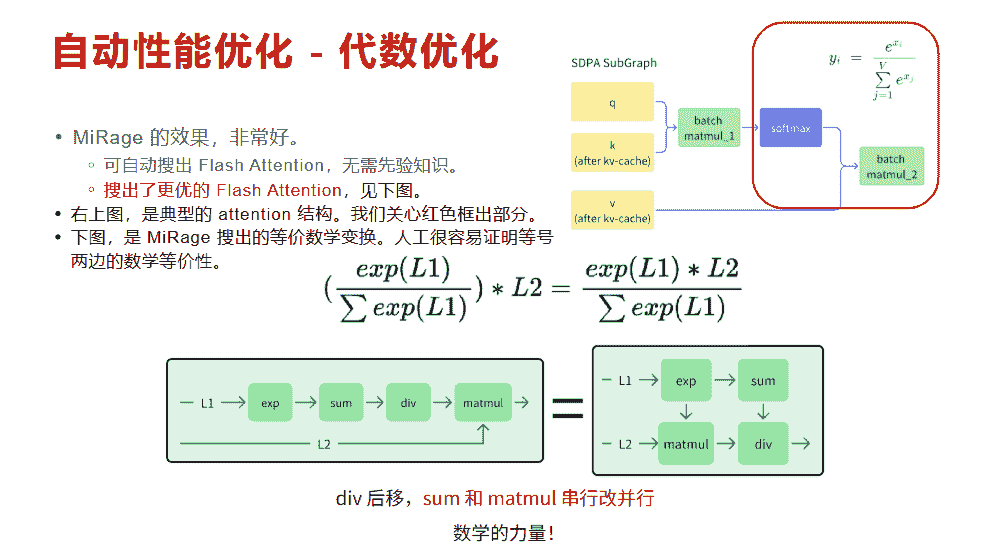 自动性能优化 - 代数优化
• MiRage 的效果，非常好。
◦ 可自动搜出 Flash Attention，无需先验知识。
◦ 搜出了更优的 Flash Attention，见下图。
• 右上图，是典型的 attention 结构。我们关心红色框出部分。
• 下图，是 MiRage 搜出的等价数学变换。人工很容易证明等号
两边的数学等价性。
SDPA SubGraph
q
k
(after kv-cache)
v
(after kv-cache)
batch
matmul_1
softmax
batch
matmul_2
y_i = e^{x_i} / \sum_{j=1}^{V} e^{x_j}
(exp(L1) / ∑ exp(L1)) * L2 = exp(L1) * L2 / ∑ exp(L1)
L1 exp sum div matmul
L2
=
L1 exp sum
L2 matmul div
div 后移，sum 和 matmul 串行改并行
数学的力量！